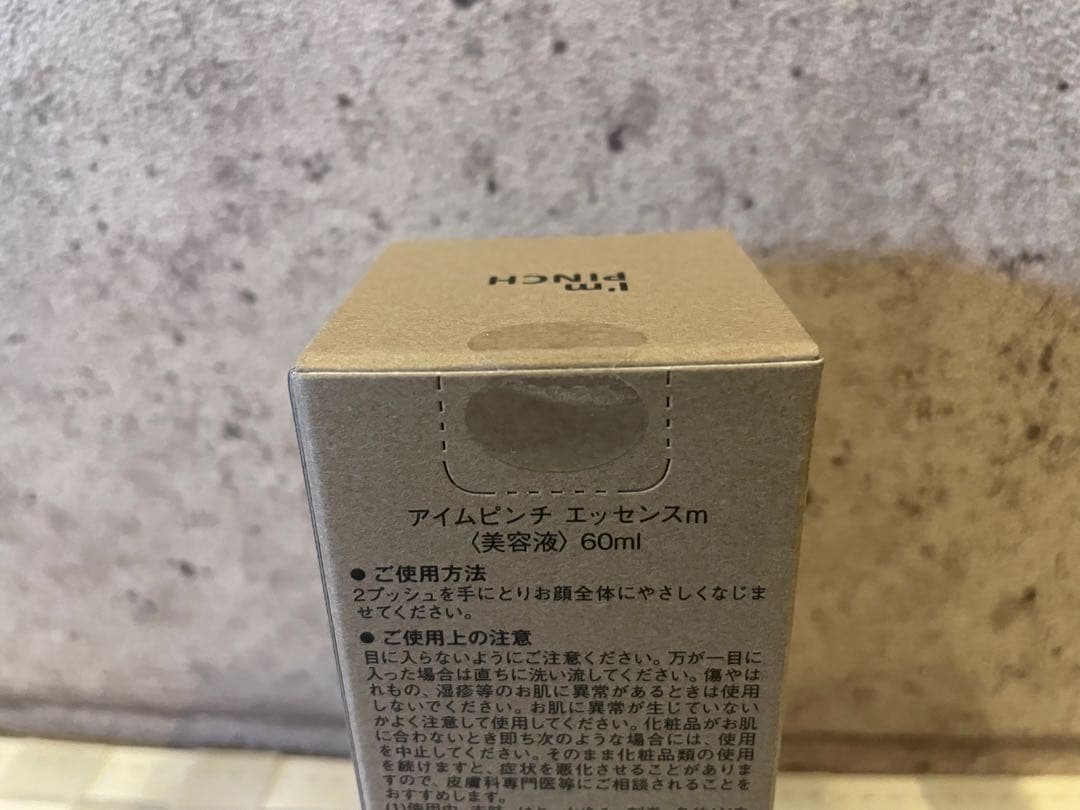 I'm
PINCH
アイムピンチ エッセンスm
〈美容液〉60ml
● ご使用方法
2プッシュを手にとりお顔全体にやさしくなじま
せてください。
● ご使用上の注意
目に入らないようにご注意ください。万が一目に
入った場合は直ちに洗い流してください。傷やは
れもの、湿疹等のお肌に異常があるときは使用
しないでください。お肌に異常が生じていない
かよく注意して使用してください。化粧品がお肌
に合わないとき即ち次のような場合には、使用
を中止してください。そのまま化粧品類の使用
を続けますと、症状を悪化させることがありま
すので、皮膚科専門医等にご相談されることを
おすすめします。
(1)使用中、